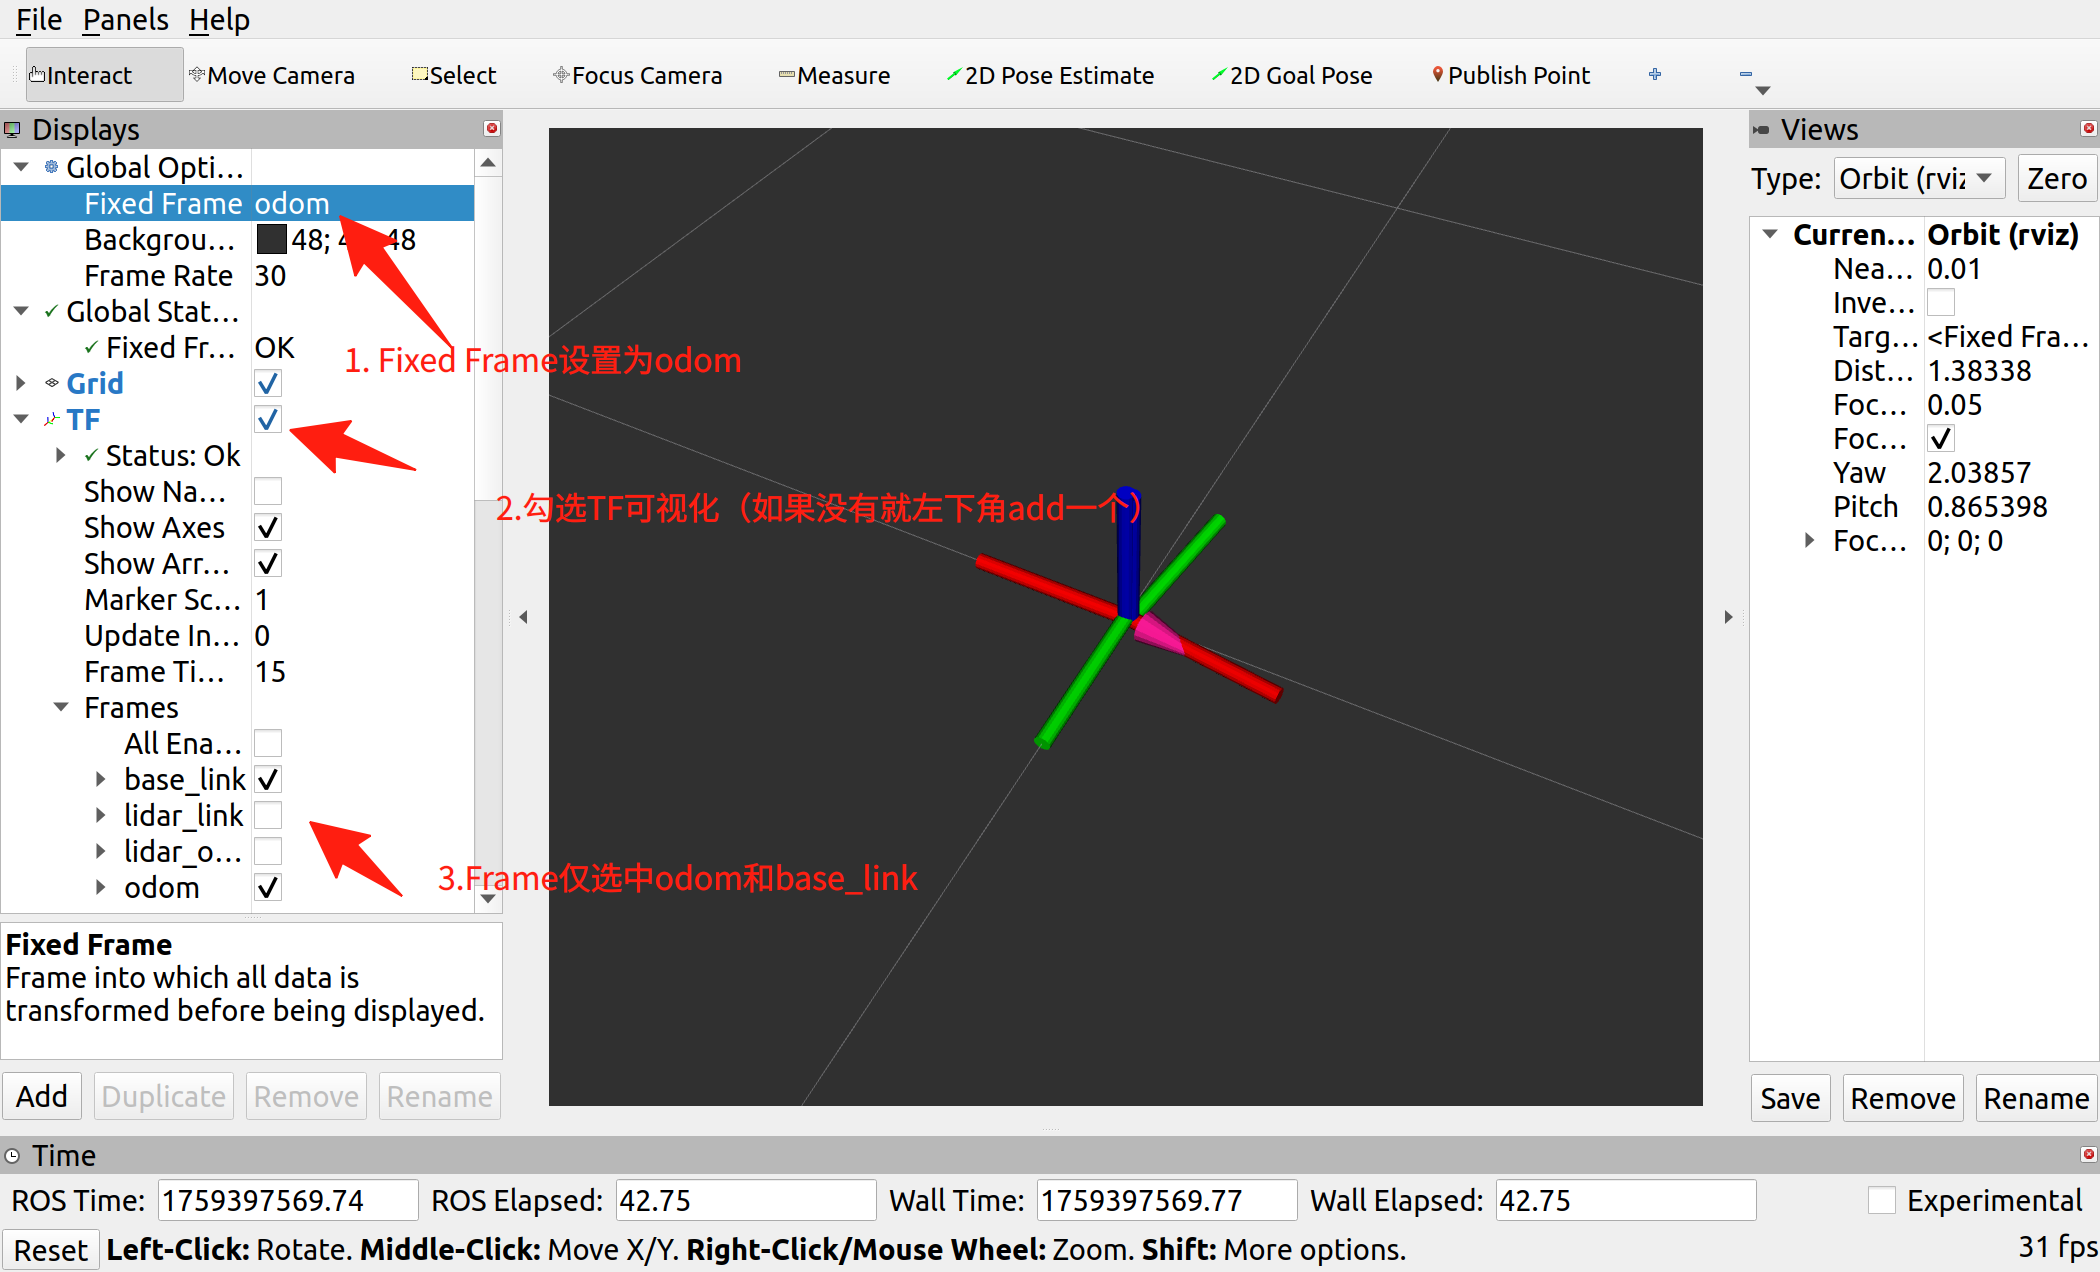 File Panels Help
Interact Move Camera Select Focus Camera Measure 2D Pose Estimate 2D Goal Pose Publish Point
Displays
Global Opti...
Fixed Frame odom
Backgrou... 48; 48
Frame Rate 30
Global Stat...
Fixed Fr... OK
Grid
TF
Status: Ok
Show Na...
Show Axes
Show Arr...
Marker Sc... 1
Update In... 0
Frame Ti... 15
Frames
All Ena...
base_link
lidar_link
lidar_o...
odom
Fixed Frame
Frame into which all data is
transformed before being displayed.
Add Duplicate Remove Rename
1. Fixed Frame设置为odom
2.勾选TF可视化（如果没有就左下角add一个）
3.Frame仅选中odom和base_link
Views
Type: Orbit (rviz Zero
Curren... Orbit (rviz)
Nea... 0.01
Inve...
Targ... <Fixed Fra...
Dist... 1.38338
Foc... 0.05
Foc...
Yaw 2.03857
Pitch 0.865398
Foc... 0; 0; 0
Save Remove Rename
Time
ROS Time: 1759397569.74 ROS Elapsed: 42.75 Wall Time: 1759397569.77 Wall Elapsed: 42.75 Experimental
Reset Left-Click: Rotate. Middle-Click: Move X/Y. Right-Click/Mouse Wheel: Zoom. Shift: More options. 31 fps